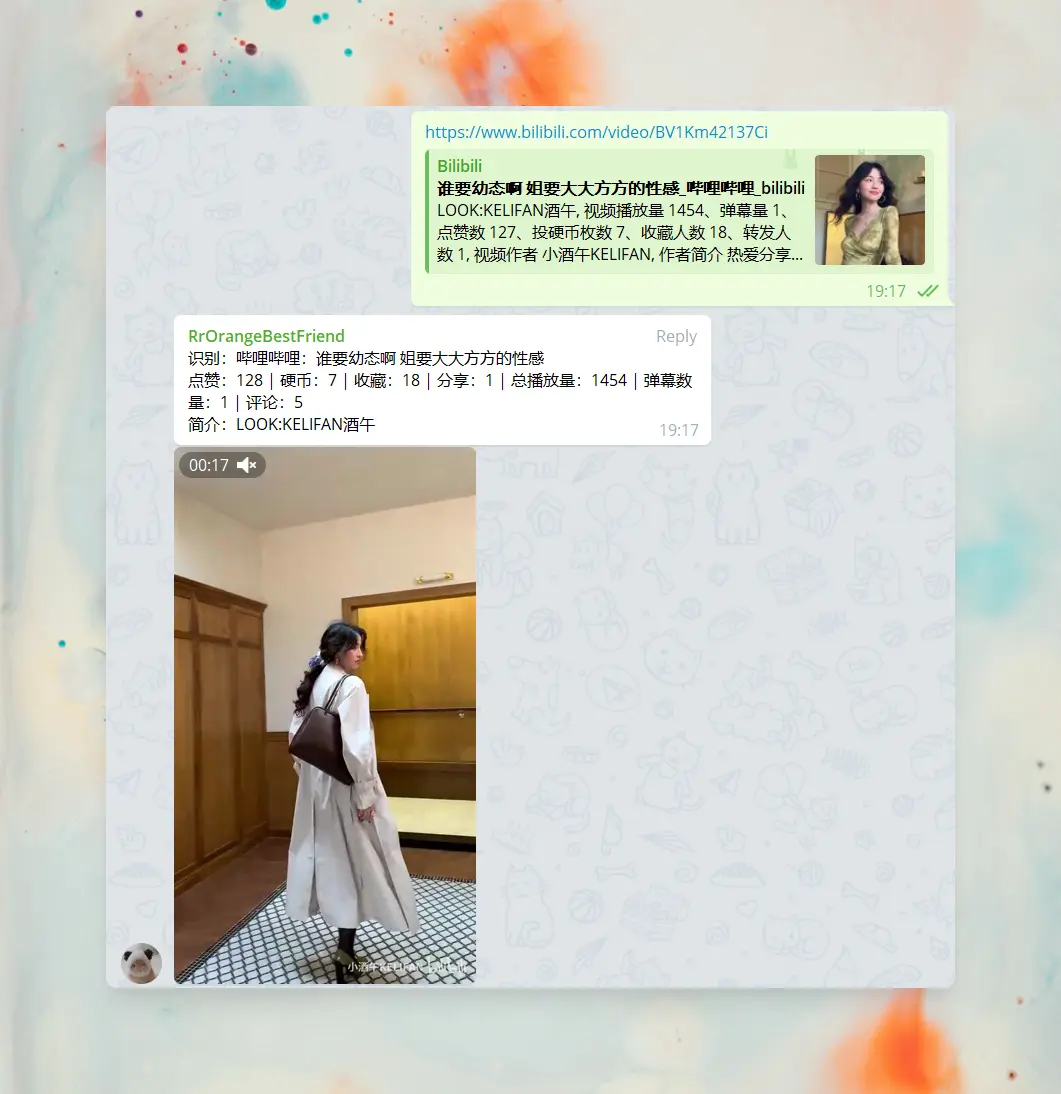 https://www.bilibili.com/video/BV1Km42137Ci
Bilibili
谁要幼态啊 姐要大大方方的性感_哔哩哔哩_bilibili
LOOK:KELIFAN酒午, 视频播放量 1454、弹幕量 1、
点赞数 127、投硬币枚数 7、收藏人数 18、转发人
数 1, 视频作者 小酒午KELIFAN, 作者简介 热爱分享...
19:17
RrOrangeBestFriend
Reply
识别：哔哩哔哩：谁要幼态啊 姐要大大方方的性感
点赞：128 | 硬币：7 | 收藏：18 | 分享：1 | 总播放量：1454 | 弹幕数
量：1 | 评论：5
简介：LOOK:KELIFAN酒午
19:17
00:17
小酒午KELIFAN bilibili